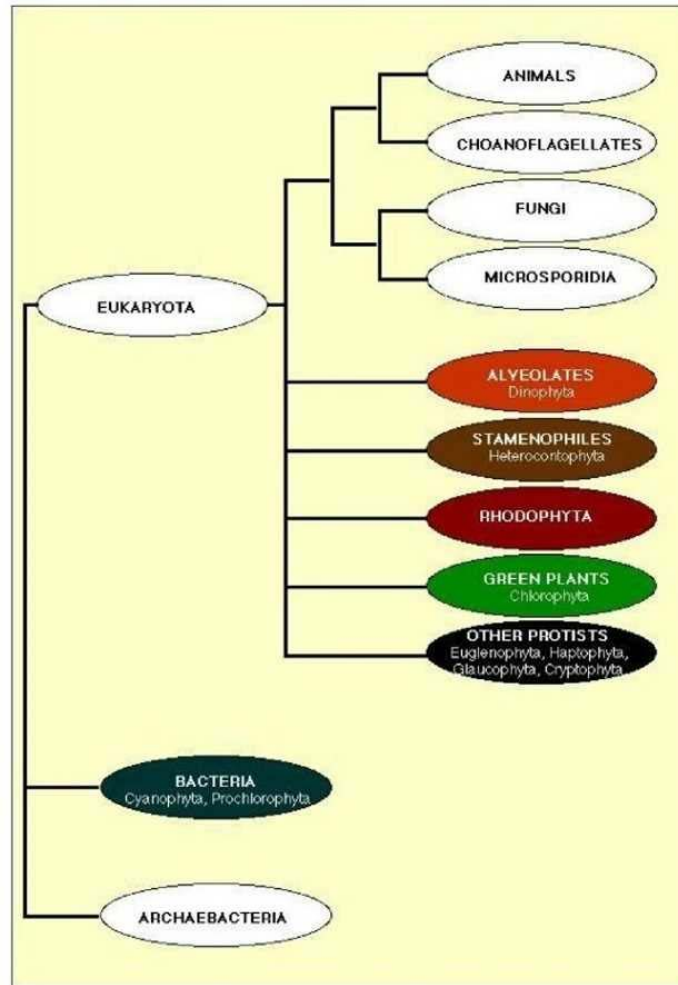 ANIMALS
CHOANOFLAGELLATES
FUNGI
MICROSPORIDIA
EUKARYOTA
ALVEOLATES
Dinophyta
STAMENOPHILES
Heterocontophyta
RHODOPHYTA
GREEN PLANTS
Chlorophyta
OTHER PROTISTS
Euglenophyta, Haptophyta,
Glaucophyta, Cryptophyta
BACTERIA
Cyanophyta, Prochlorophyta
ARCHAEBACTERIA